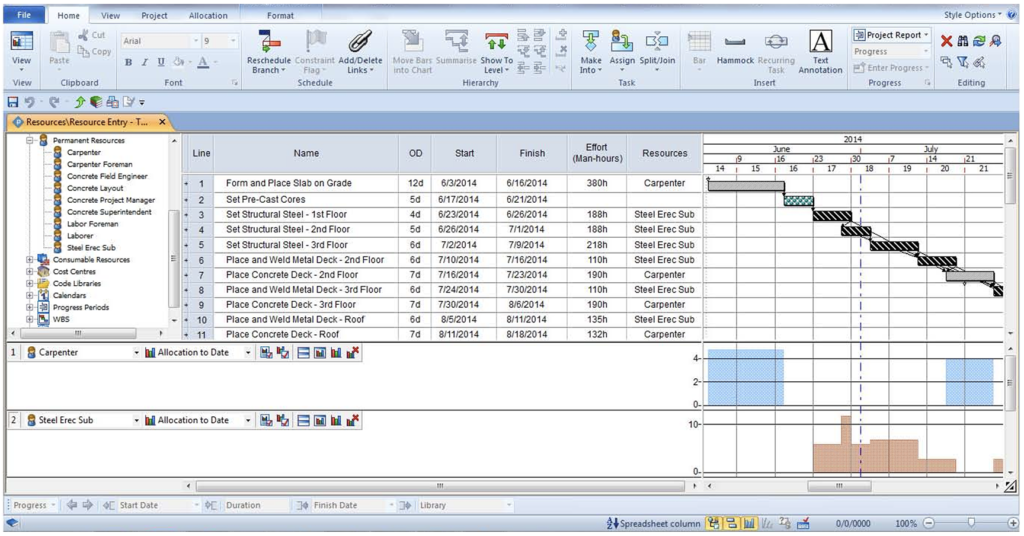 File Home View Project Allocation Format Style Options
View Paste Cut Copy Arial 9 B I U A
Reschedule Branch Constraint Flag Add/Delete Links Move Bars into Chart Summarise Show To Level Make Into Assign Split/Join Bar Hammock Recurring Task Text Annotation
Project Report Progress Enter Progress
View Clipboard Font Schedule Hierarchy Task Insert Progress Editing
Resources\Resource Entry - T...
Permanent Resources
Carpenter
Carpenter Foreman
Concrete Field Engineer
Concrete Layout
Concrete Project Manager
Concrete Superintendent
Labor Foreman
Laborer
Steel Erec Sub
Consumable Resources
Cost Centres
Code Libraries
Calendars
Progress Periods
WBS
Line Name OD Start Finish Effort (Man-hours) Resources
1 Form and Place Slab on Grade 12d 6/3/2014 6/16/2014 380h Carpenter
2 Set Pre-Cast Cores 5d 6/17/2014 6/21/2014
3 Set Structural Steel - 1st Floor 4d 6/23/2014 6/26/2014 188h Steel Erec Sub
4 Set Structural Steel - 2nd Floor 5d 6/26/2014 7/1/2014 188h Steel Erec Sub
5 Set Structural Steel - 3rd Floor 6d 7/2/2014 7/9/2014 218h Steel Erec Sub
6 Place and Weld Metal Deck - 2nd Floor 6d 7/10/2014 7/16/2014 110h Steel Erec Sub
7 Place Concrete Deck - 2nd Floor 7d 7/16/2014 7/23/2014 190h Carpenter
8 Place and Weld Metal Deck - 3rd Floor 6d 7/24/2014 7/30/2014 110h Steel Erec Sub
9 Place Concrete Deck - 3rd Floor 7d 7/30/2014 8/6/2014 190h Carpenter
10 Place and Weld Metal Deck - Roof 6d 8/5/2014 8/11/2014 135h Steel Erec Sub
11 Place Concrete Deck - Roof 7d 8/11/2014 8/18/2014 132h Carpenter
2014
June July
9 16 23 30 7 14 21
14 15 16 17 18 19 20 21
1 Carpenter Allocation to Date
4
2
0
2 Steel Erec Sub Allocation to Date
10
0
Progress Start Date Duration Finish Date Library
Spreadsheet column 0/0/0000 100%